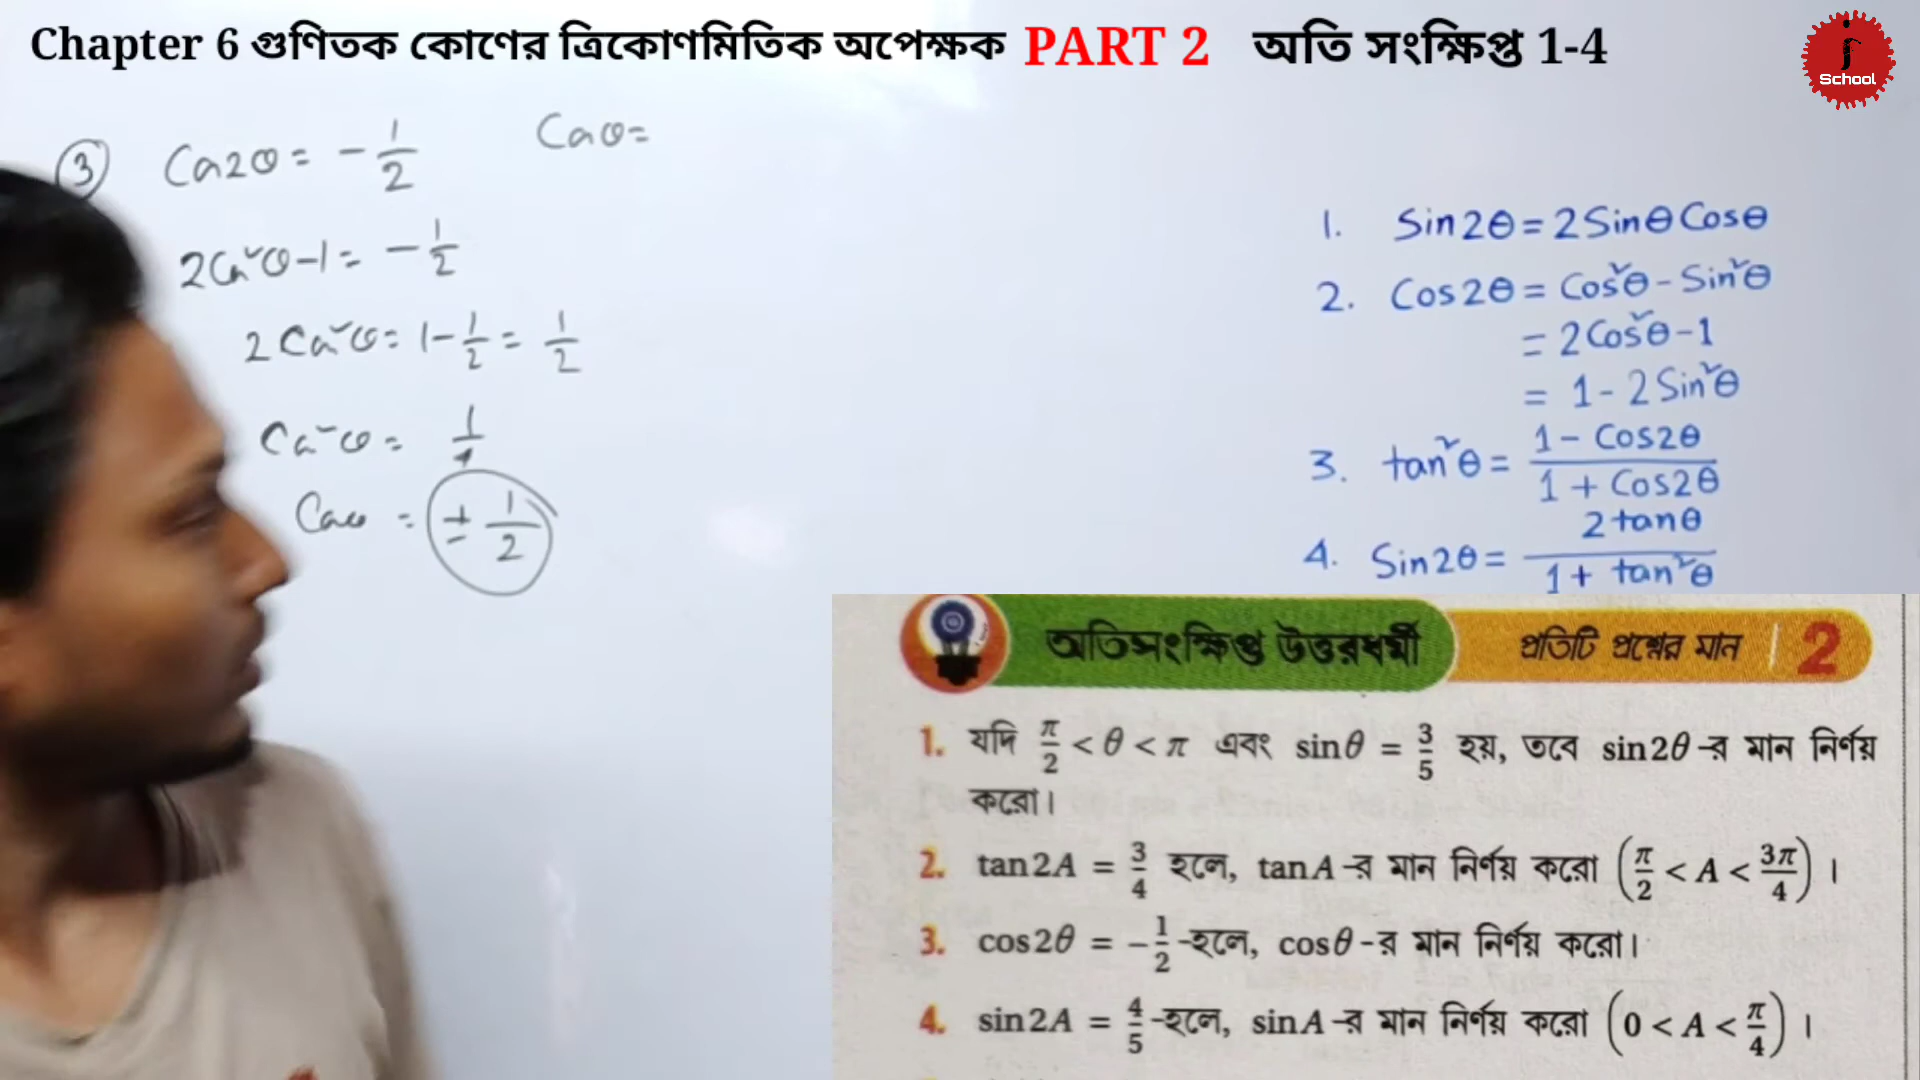 Chapter 6 গুণিতক কোণের ত্রিকোণমিতিক অপেক্ষক PART 2 অতি সংক্ষিপ্ত 1-4
School
③ Cos2θ = -1/2 Cosθ=
2Cos²θ-1 = -1/2
2Cos²θ = 1-1/2 = 1/2
Cos²θ = 1/4
Cosθ = ±1/2
1. Sin2θ = 2SinθCosθ
2. Cos2θ = Cos²θ - Sin²θ
= 2Cos²θ-1
= 1-2Sin²θ
3. tan²θ = (1-Cos2θ)/(1+Cos2θ)
4. Sin2θ = 2tanθ/(1+tan²θ)
অতিসংক্ষিপ্ত উত্তরধর্মী প্রতিটি প্রশ্নের মান | 2
1. যদি π/2 < θ < π এবং sinθ = 3/5 হয়, তবে sin2θ-র মান নির্ণয়
করো।
2. tan2A = 3/4 হলে, tanA-র মান নির্ণয় করো (π/2 < A < 3π/4)।
3. cos2θ = -1/2-হলে, cosθ-র মান নির্ণয় করো।
4. sin2A = 4/5-হলে, sinA-র মান নির্ণয় করো (0 < A < π/4)।